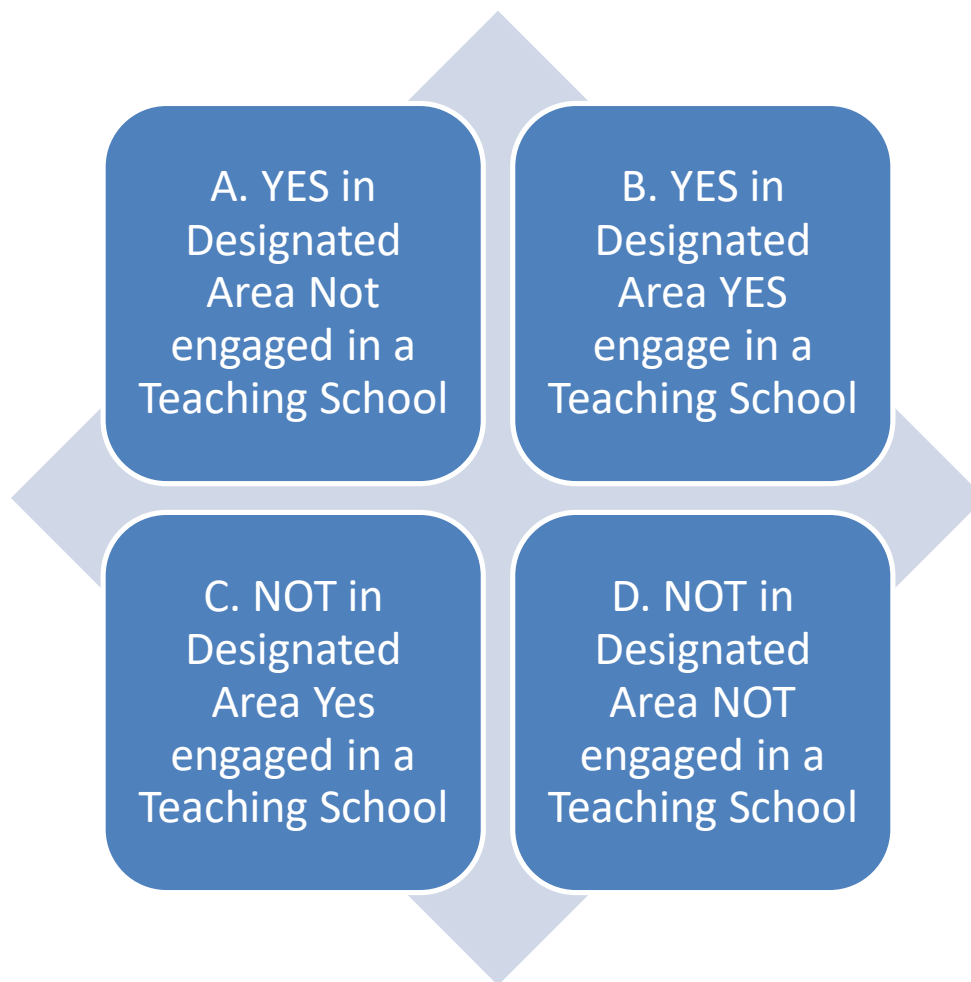 A. YES in
Designated
Area Not
engaged in a
Teaching School
B. YES in
Designated
Area YES
engage in a
Teaching School
C. NOT in
Designated
Area Yes
engaged in a
Teaching School
D. NOT in
Designated
Area NOT
engaged in a
Teaching School